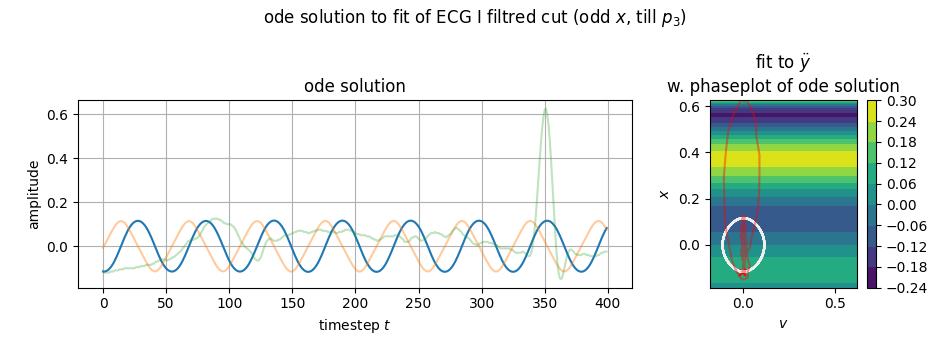 ode solution to fit of ECG I filtred cut (odd x, till p₃)
ode solution
amplitude
0.6
0.4
0.2
0.0
0 50 100 150 200 250 300 350 400
timestep t
fit to ÿ
w. phaseplot of ode solution
x
0.6
0.4
0.2
0.0
0.0 0.5
v
0.30
0.24
0.18
0.12
0.06
0.00
−0.06
−0.12
−0.18
−0.24